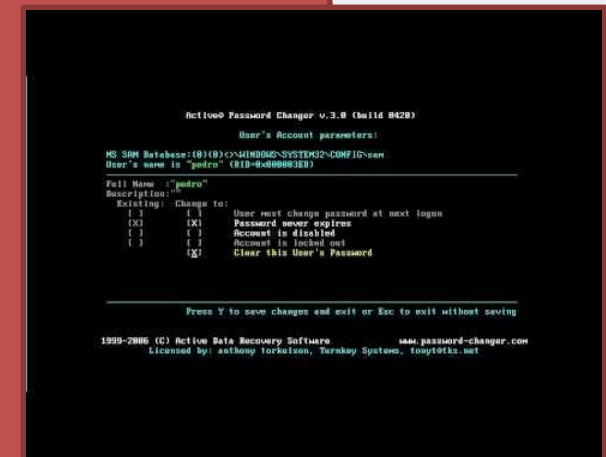 Active@ Password Changer v.3.0 (build 0420)
User's Account parameters:
MS SAM Database:(0)(0)<>\WINDOWS\SYSTEM32\CONFIG\sam
User's name is "pedro" (RID=0x000003EB)
Full Name :"pedro"
Description:""
Existing: Change to:
[ ] [ ] User must change password at next logon
[X] [X] Password never expires
[ ] [ ] Account is disabled
[ ] [ ] Account is locked out
[X] Clear this User's Password
Press Y to save changes and exit or Esc to exit without saving
1999-2006 (C) Active Data Recovery Software www.password-changer.com
Licensed by: anthony torkelson, Turnkey Systems, tonyt@tks.net